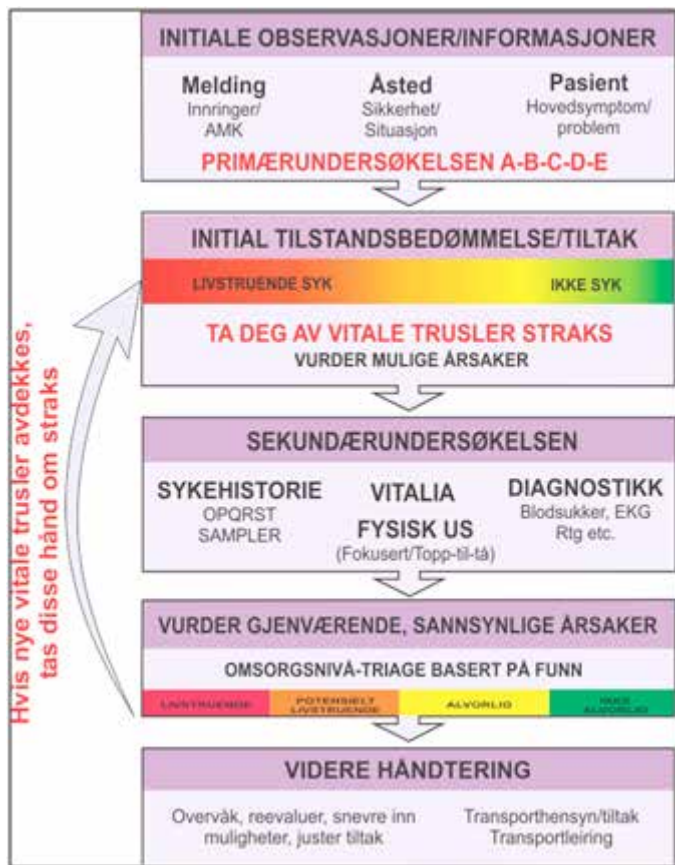 INITIALE OBSERVASJONER/INFORMASJONER
Melding
Innringer/
AMK
Åsted
Sikkerhet/
Situasjon
Pasient
Hovedsymptom/
problem
PRIMÆRUNDERSØKELSEN A-B-C-D-E
INITIAL TILSTANDSBEDØMMELSE/TILTAK
LIVSTRUENDE SYK
IKKE SYK
TA DEG AV VITALE TRUSLER STRAKS
VURDER MULIGE ÅRSAKER
Hvis nye vitale trusler avdekkes,
tas disse hånd om straks
SEKUNDÆRUNDERSØKELSEN
SYKEHISTORIE
OPQRST
SAMPLER
VITALIA
FYSISK US
(Fokusert/Topp-til-tå)
DIAGNOSTIKK
Blodsukker, EKG
Rtg etc.
VURDER GJENVÆRENDE, SANNSYNLIGE ÅRSAKER
OMSORGSNIVÅ-TRIAGE BASERT PÅ FUNN
LIVSTRUENDE
POTENSIELT
LIVSTRUENDE
ALVORLIG
IKKE
ALVORLIG
VIDERE HÅNDTERING
Overvåk, reevaluer, snevre inn
muligheter, juster tiltak
Transporthensyn/tiltak
Transportleiring